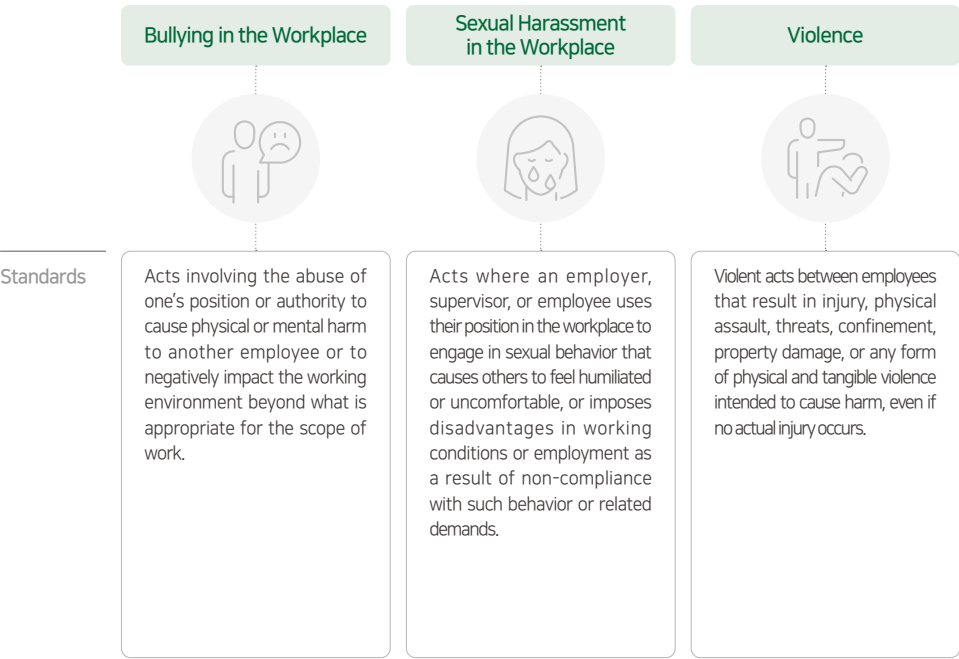 Bullying in the Workplace
Sexual Harassment
in the Workplace
Violence
Standards
Acts involving the abuse of
one's position or authority to
cause physical or mental harm
to another employee or to
negatively impact the working
environment beyond what is
appropriate for the scope of
work.
Acts where an employer,
supervisor, or employee uses
their position in the workplace to
engage in sexual behavior that
causes others to feel humiliated
or uncomfortable, or imposes
disadvantages in working
conditions or employment as
a result of non-compliance
with such behavior or related
demands.
Violent acts between employees
that result in injury, physical
assault, threats, confinement,
property damage, or any form
of physical and tangible violence
intended to cause harm, even if
no actual injury occurs.